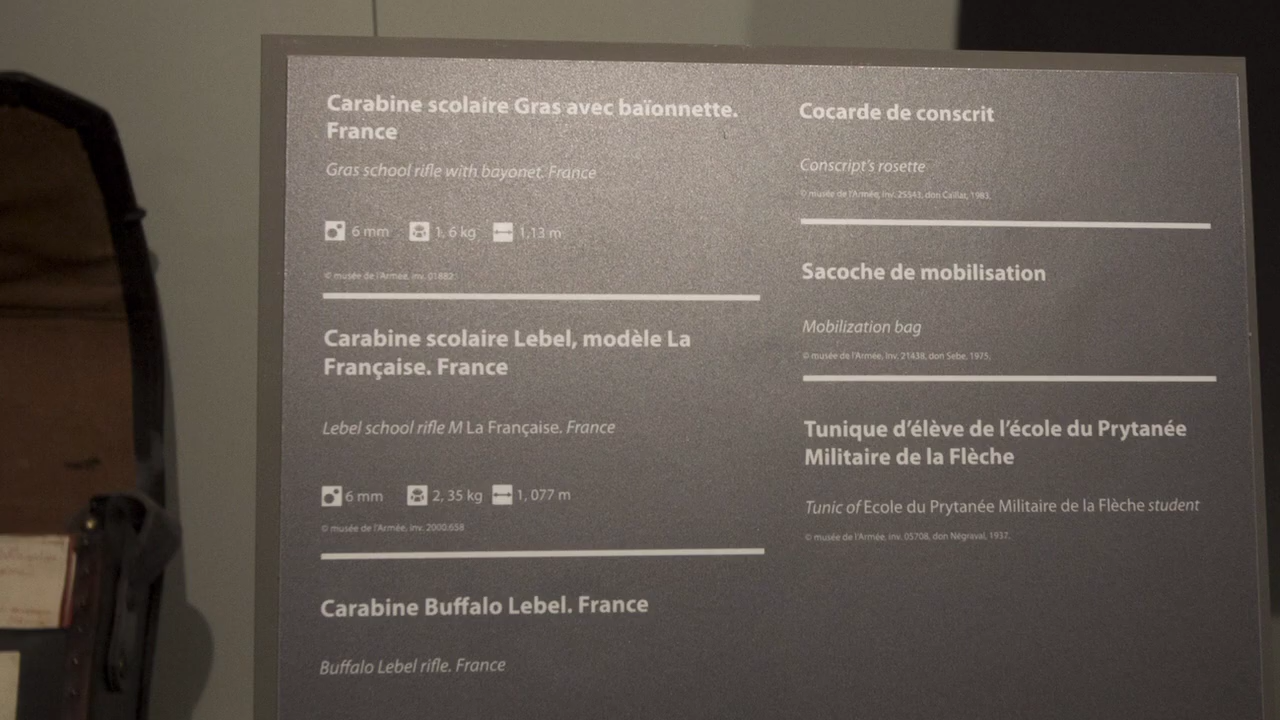 Carabine scolaire Gras avec baïonnette.
France
Gras school rifle with bayonet. France
6 mm 1, 6 kg 1,13 m
© musée de l'Armée, inv. 01882
Carabine scolaire Lebel, modèle La
Française. France
Lebel school rifle M La Française. France
6 mm 2, 35 kg 1, 077 m
© musée de l'Armée, inv. 2000.658
Carabine Buffalo Lebel. France
Buffalo Lebel rifle. France
Cocarde de conscrit
Conscript's rosette
© musée de l'Armée, inv. 25543, don Caillat, 1983.
Sacoche de mobilisation
Mobilization bag
© musée de l'Armée, inv. 21438, don Sebe, 1975.
Tunique d'élève de l'école du Prytanée
Militaire de la Flèche
Tunic of Ecole du Prytanée Militaire de la Flèche student
© musée de l'Armée, inv. 05708, don Négraval, 1937.